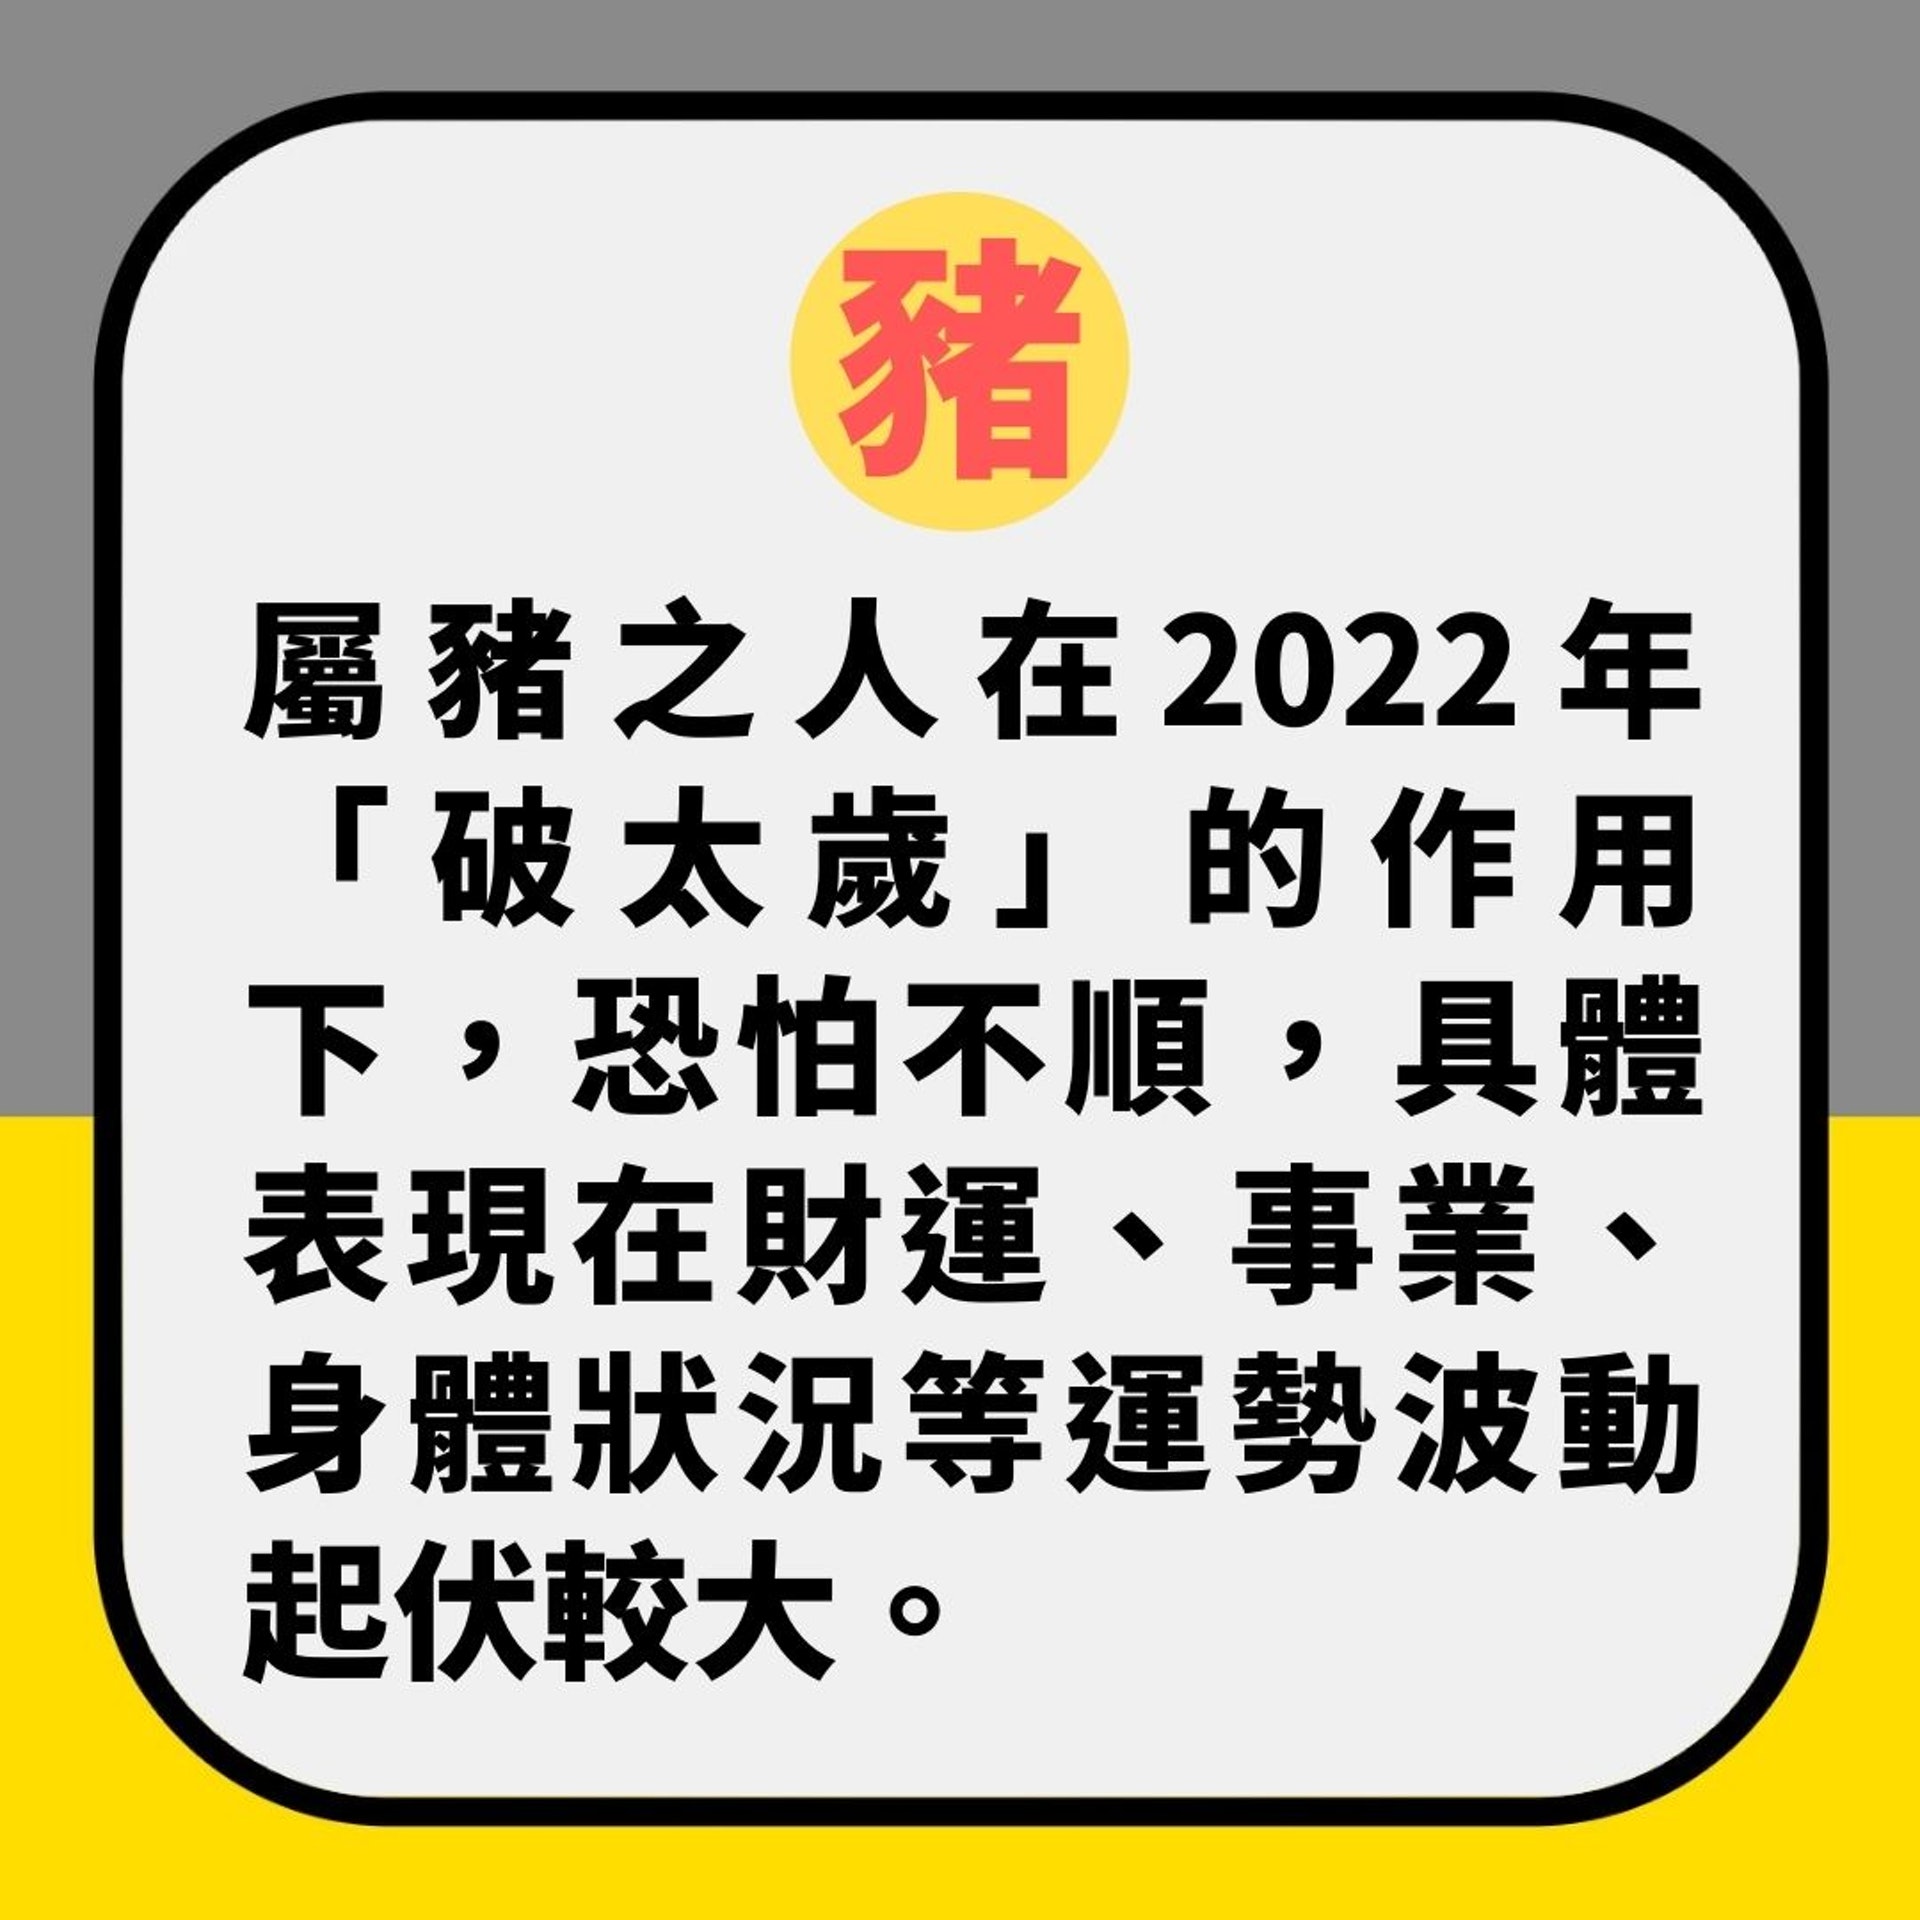 豬
屬豬之人在2022年
「破太歲」的作用
下，恐怕不順，具體
表現在財運、事業、
身體狀況等運勢波動
起伏較大。